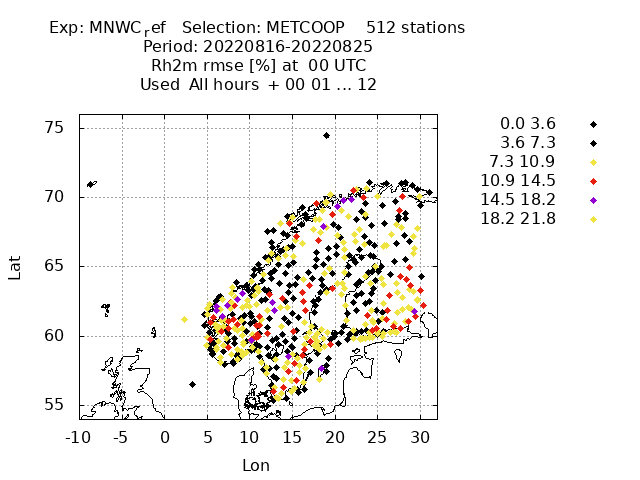 Exp: MNWCref   Selection: METCOOP    512 stations
Period: 20220816-20220825
Rh2m rmse [%] at  00 UTC
Used  All hours  + 00 01 ... 12
0.0 3.6
3.6 7.3
7.3 10.9
10.9 14.5
14.5 18.2
18.2 21.8
75
70
65
60
55
Lat
-10 -5 0 5 10 15 20 25 30
Lon